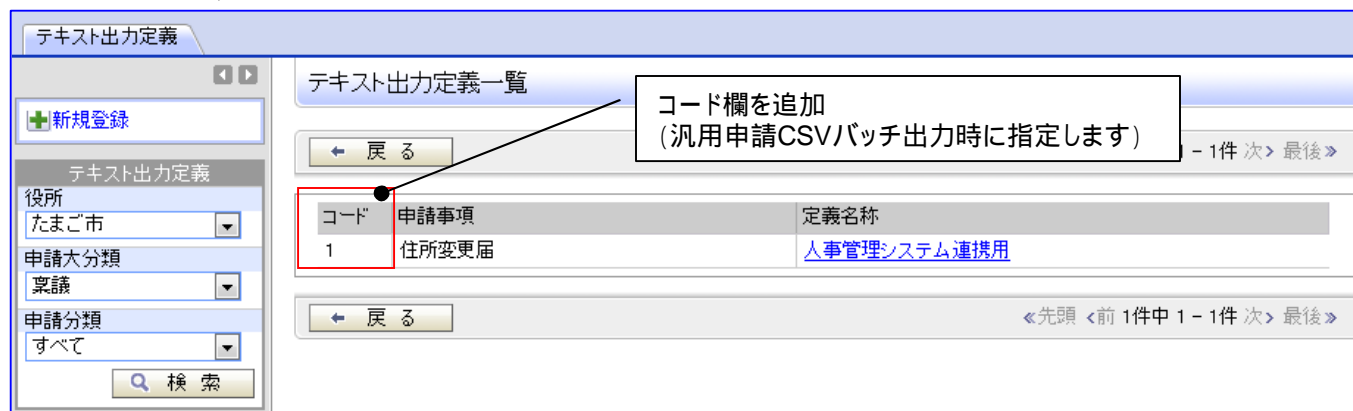 テキスト出力定義
新規登録
テキスト出力定義
役所
たまご市
申請大分類
稟議
申請分類
すべて
検 索
テキスト出力定義一覧
コード欄を追加
(汎用申請CSVバッチ出力時に指定します)
戻 る
1 - 1件 次 最後
コード 申請事項 定義名称
1 住所変更届 人事管理システム連携用
戻 る
≪先頭 <前 1件中 1 - 1件 次> 最後≫